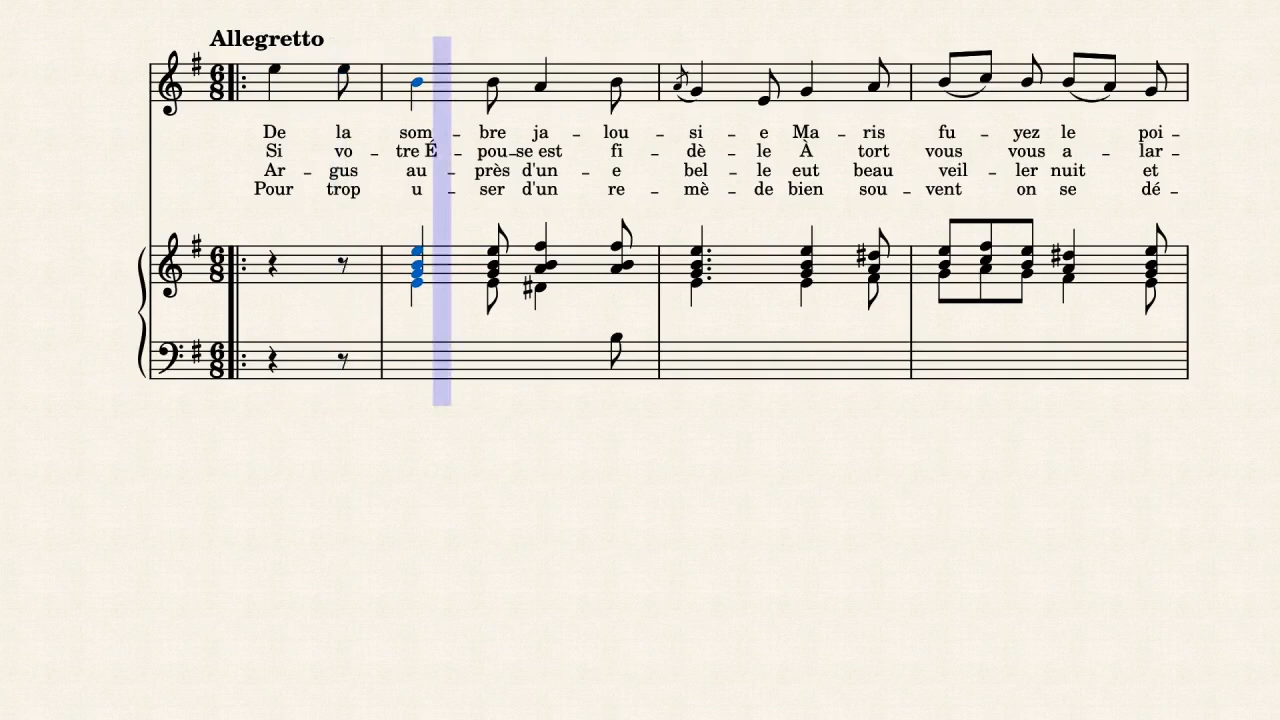 Allegretto
De la som – bre ja – lou – si – e Ma – ris fu – yez le poi –
Si vo – tre É – pou – se est fi – dè – le À tort vous vous a – lar –
Ar – gus au – près d'un – e bel – le eut beau veil – ler nuit et
Pour trop u – ser d'un re – mè – de bien sou – vent on se dé –